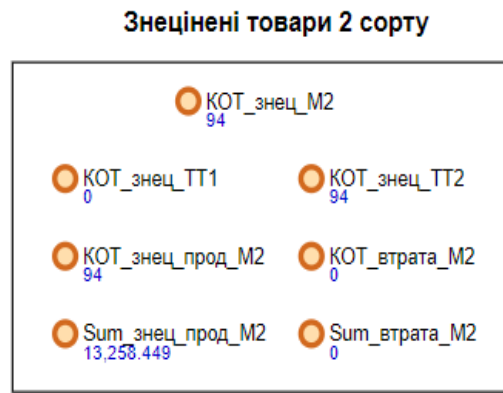 Знецінені товари 2 сорту
КОТ_знец_М2
94
КОТ_знец_ТТ1
0
КОТ_знец_ТТ2
94
КОТ_знец_прод_М2
94
КОТ_втрата_М2
0
Sum_знец_прод_М2
13,258.449
Sum_втрата_М2
0